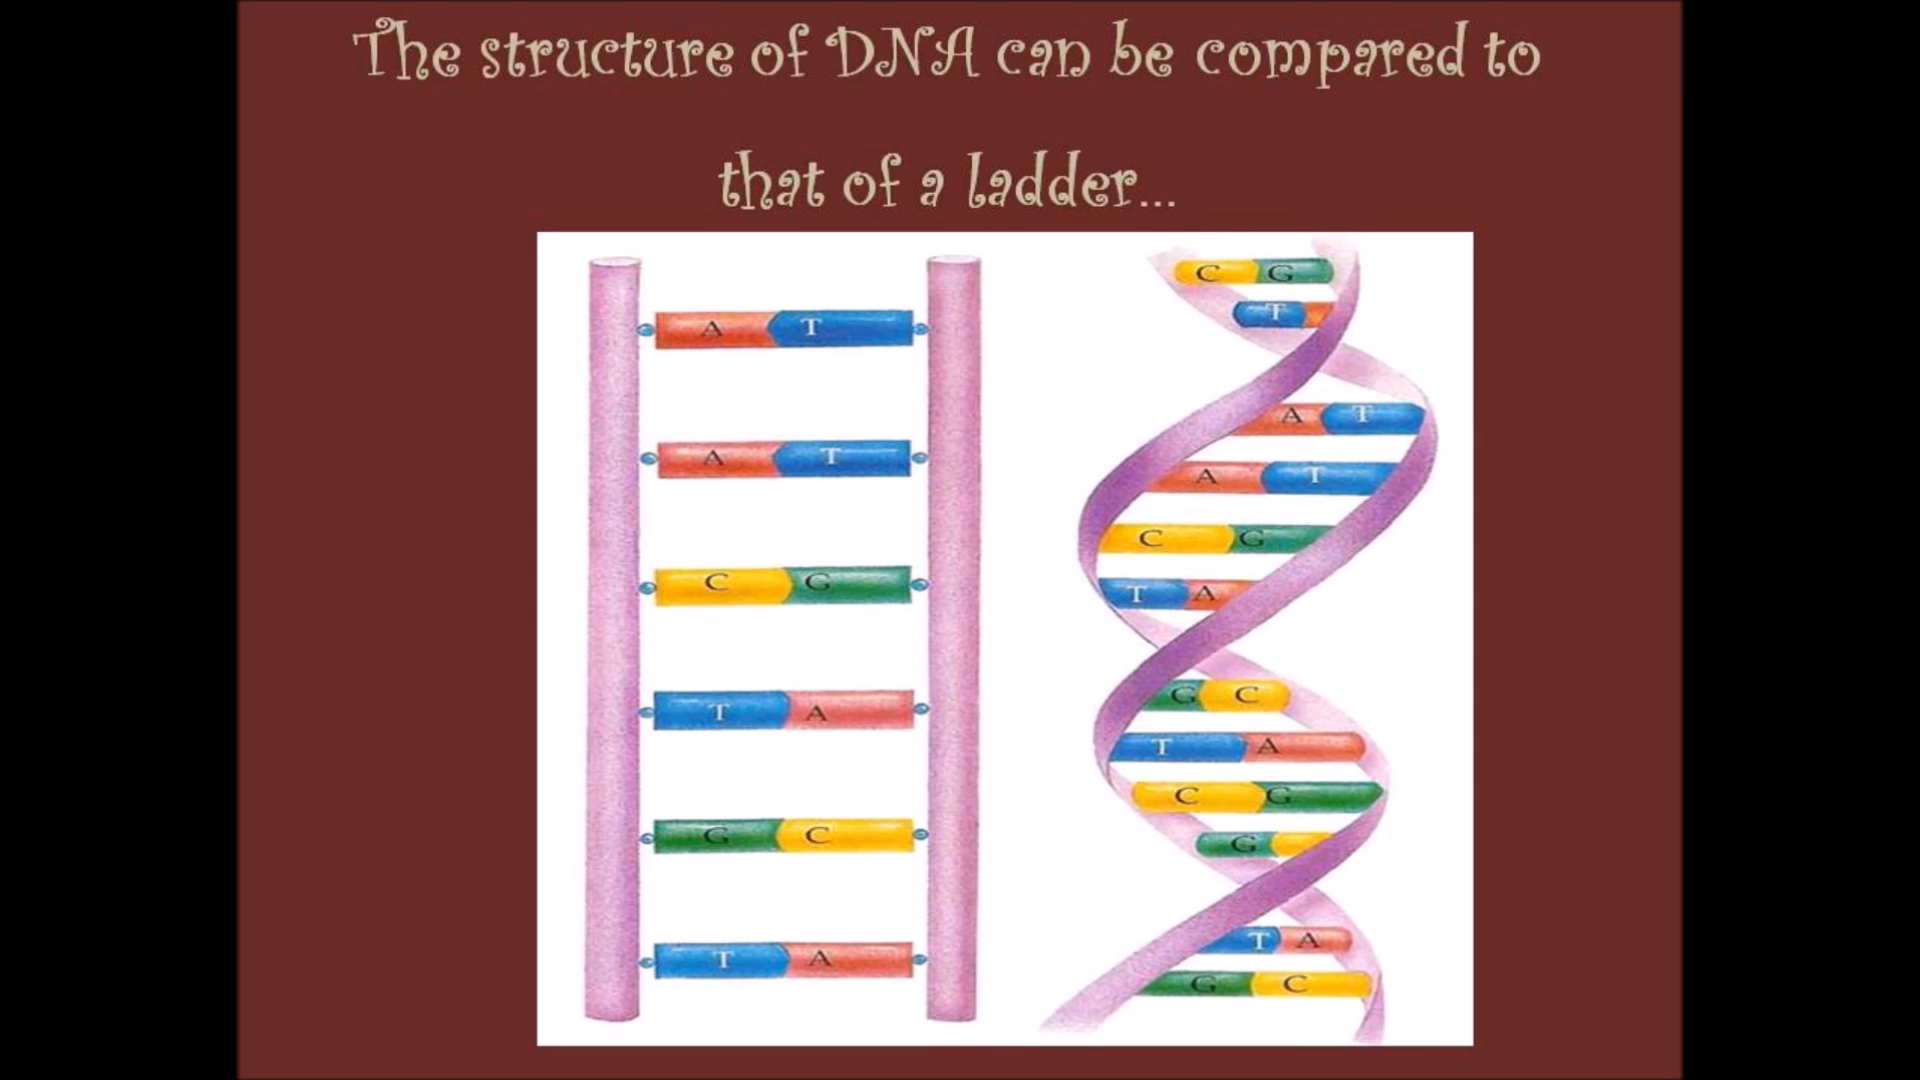 The structure of DNA can be compared to
that of a ladder...
A T
A T
C G
T A
G C
T A
C G
T
A T
A T
C G
T A
G C
T A
C G
G
T A
G C